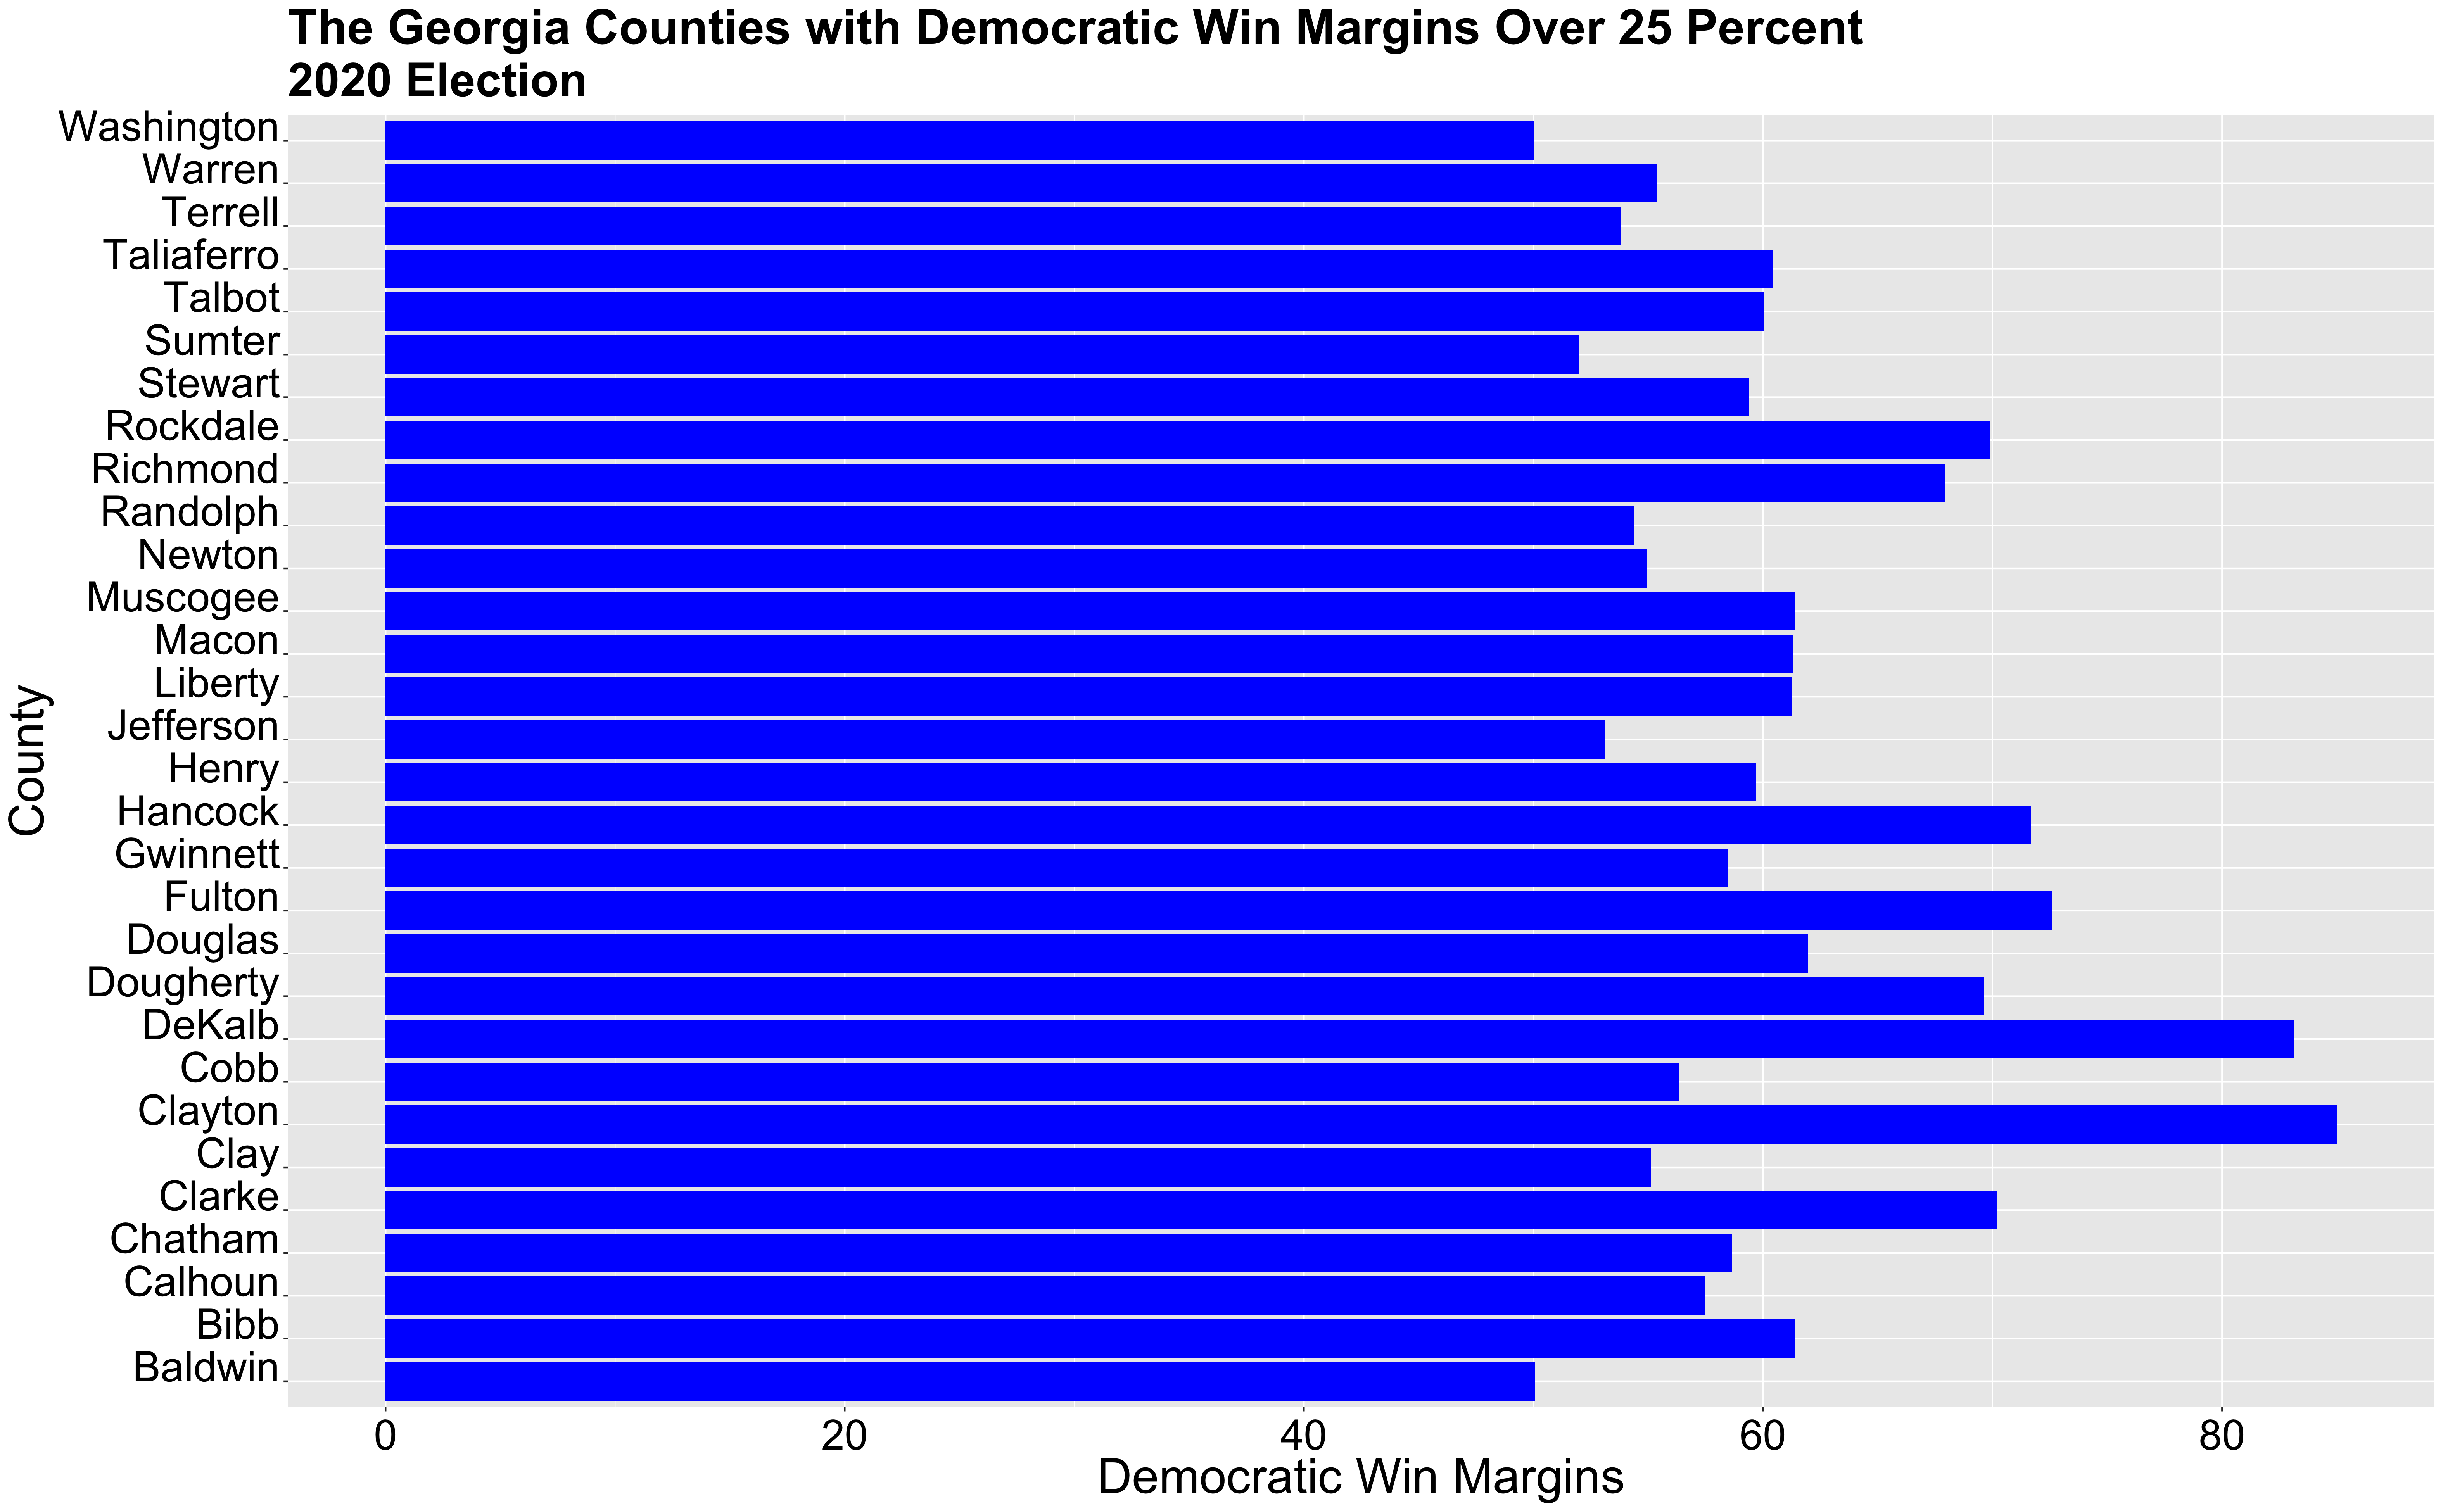 The Georgia Counties with Democratic Win Margins Over 25 Percent
2020 Election
Washington
Warren
Terrell
Taliaferro
Talbot
Sumter
Stewart
Rockdale
Richmond
Randolph
Newton
Muscogee
Macon
Liberty
Jefferson
Henry
Hancock
Gwinnett
Fulton
Douglas
Dougherty
DeKalb
Cobb
Clayton
Clay
Clarke
Chatham
Calhoun
Bibb
Baldwin
County
0 20 40 60 80
Democratic Win Margins